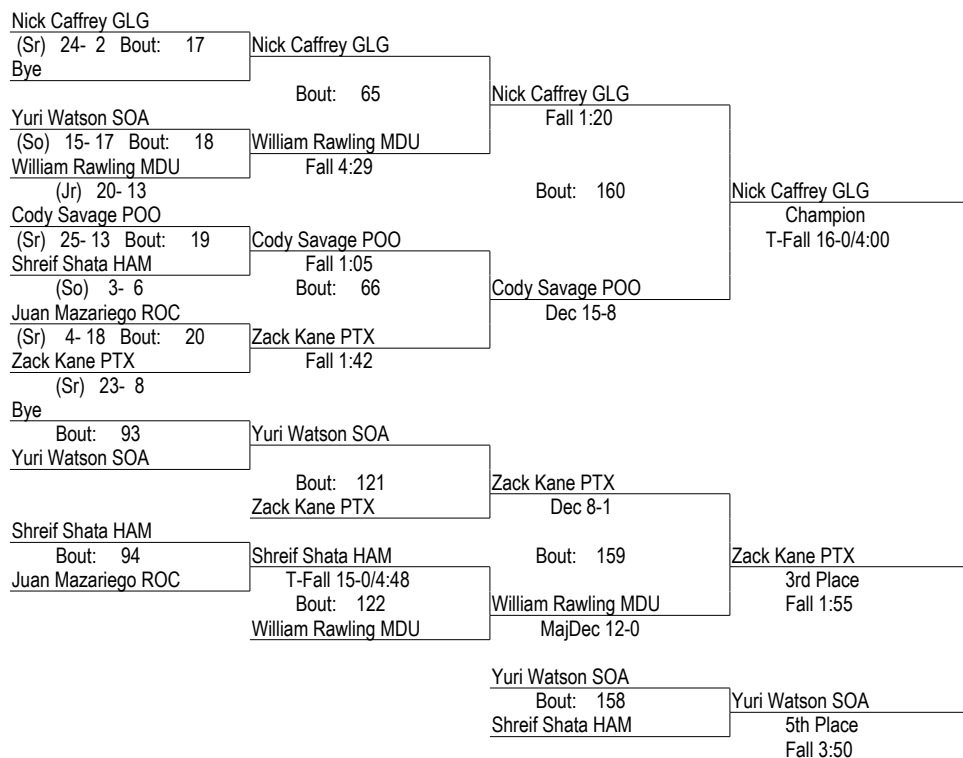 Nick Caffrey GLG
(Sr) 24- 2 Bout: 17 Nick Caffrey GLG
Bye
Bout: 65 Nick Caffrey GLG
Yuri Watson SOA Fall 1:20
(So) 15- 17 Bout: 18 William Rawling MDU
William Rawling MDU Fall 4:29
(Jr) 20- 13 Bout: 160 Nick Caffrey GLG
Cody Savage POO Champion
(Sr) 25- 13 Bout: 19 Cody Savage POO T-Fall 16-0/4:00
Shreif Shata HAM Fall 1:05
(So) 3- 6 Bout: 66 Cody Savage POO
Juan Mazariego ROC Dec 15-8
(Sr) 4- 18 Bout: 20 Zack Kane PTX
Zack Kane PTX Fall 1:42
(Sr) 23- 8
Bye
Bout: 93 Yuri Watson SOA
Yuri Watson SOA
Bout: 121 Zack Kane PTX
Zack Kane PTX Dec 8-1
Shreif Shata HAM
Bout: 94 Shreif Shata HAM Bout: 159 Zack Kane PTX
Juan Mazariego ROC T-Fall 15-0/4:48 3rd Place
Bout: 122 William Rawling MDU Fall 1:55
William Rawling MDU MajDec 12-0
Yuri Watson SOA
Bout: 158 Yuri Watson SOA
Shreif Shata HAM 5th Place
Fall 3:50